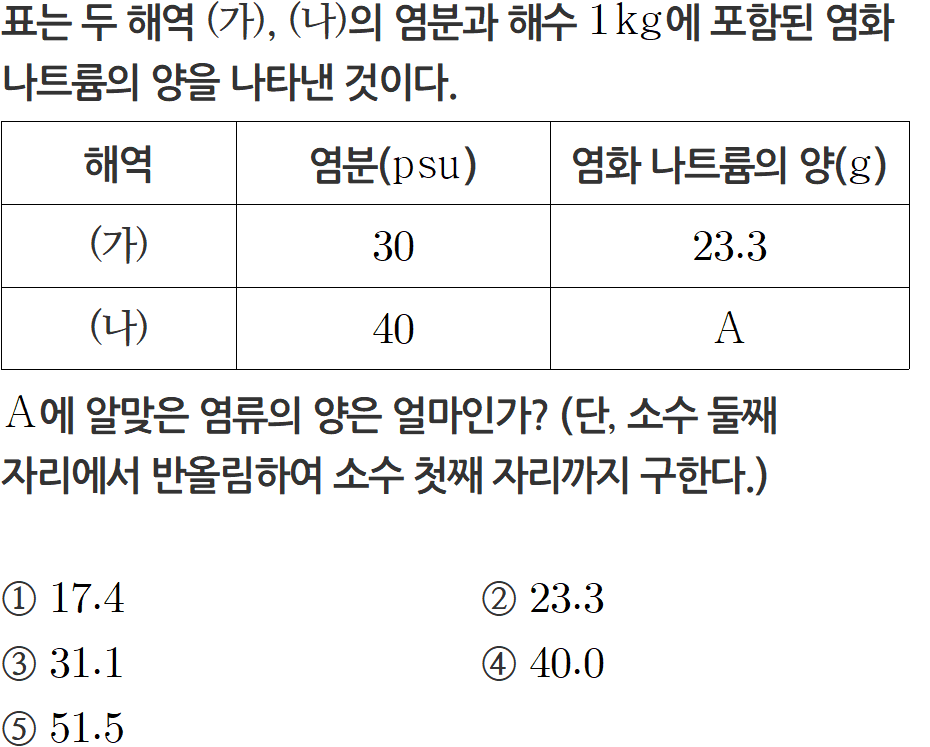 표는 두 해역 (가), (나)의 염분과 해수 1kg에 포함된 염화
나트륨의 양을 나타낸 것이다.
해역 염분(psu) 염화 나트륨의 양(g)
(가) 30 23.3
(나) 40 A
A에 알맞은 염류의 양은 얼마인가? (단, 소수 둘째
자리에서 반올림하여 소수 첫째 자리까지 구한다.)
① 17.4 ② 23.3
③ 31.1 ④ 40.0
⑤ 51.5